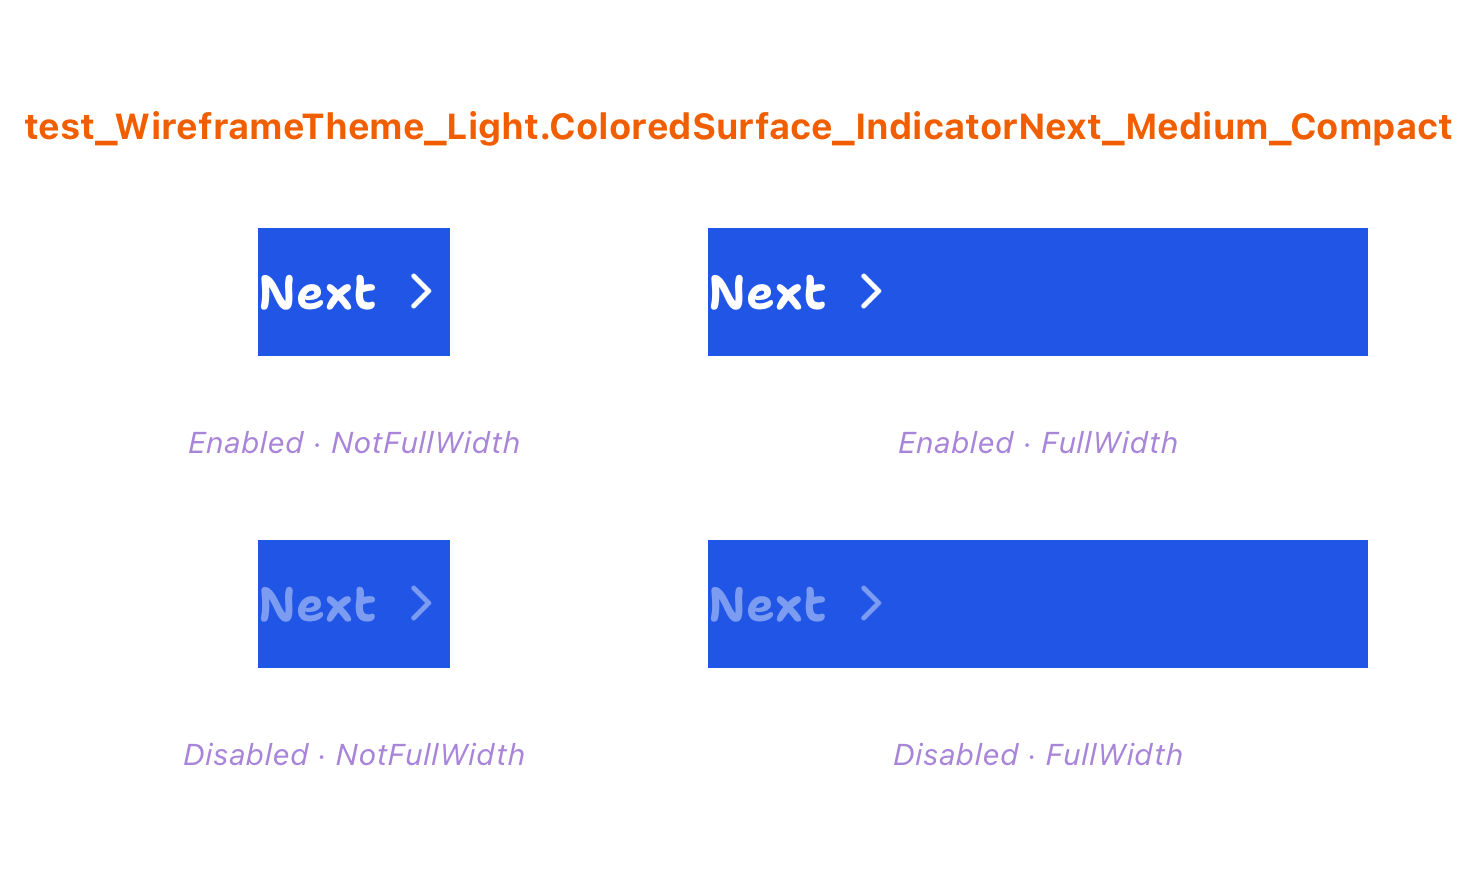 test_WireframeTheme_Light.ColoredSurface_IndicatorNext_Medium_Compact
Next
Next
Enabled · NotFullWidth
Enabled · FullWidth
Next
Next
Disabled · NotFullWidth
Disabled · FullWidth